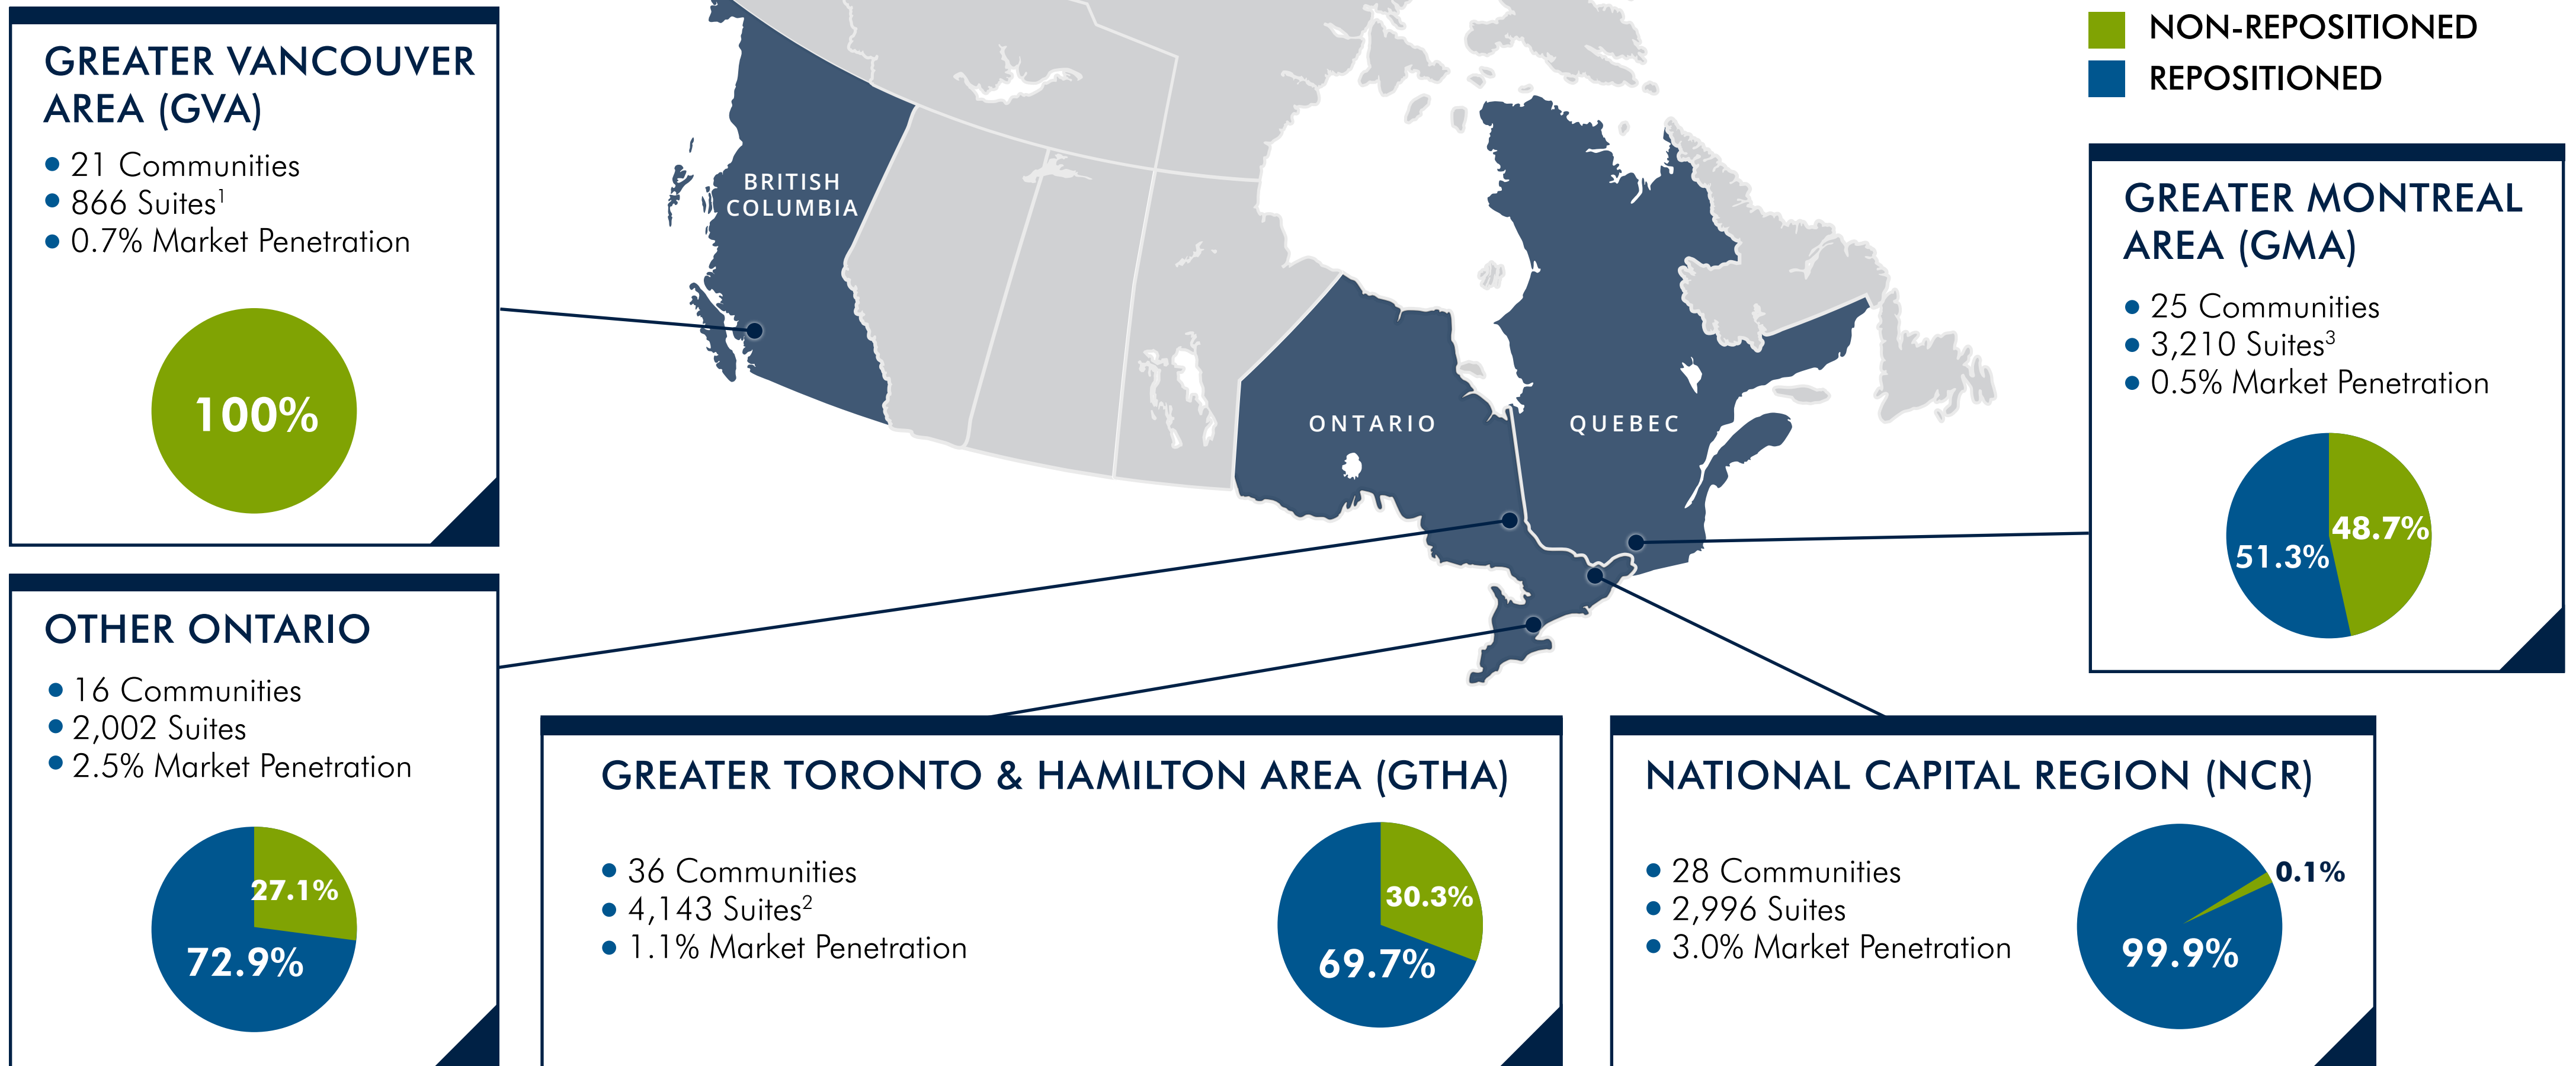 GREATER VANCOUVER
AREA (GVA)
• 21 Communities
• 866 Suites¹
• 0.7% Market Penetration
100%
OTHER ONTARIO
• 16 Communities
• 2,002 Suites
• 2.5% Market Penetration
27.1%
72.9%
BRITISH
COLUMBIA
ONTARIO
QUEBEC
NON-REPOSITIONED
REPOSITIONED
GREATER MONTREAL
AREA (GMA)
• 25 Communities
• 3,210 Suites³
• 0.5% Market Penetration
48.7%
51.3%
GREATER TORONTO & HAMILTON AREA (GTHA)
• 36 Communities
• 4,143 Suites²
• 1.1% Market Penetration
30.3%
69.7%
NATIONAL CAPITAL REGION (NCR)
• 28 Communities
• 2,996 Suites
• 3.0% Market Penetration
0.1%
99.9%